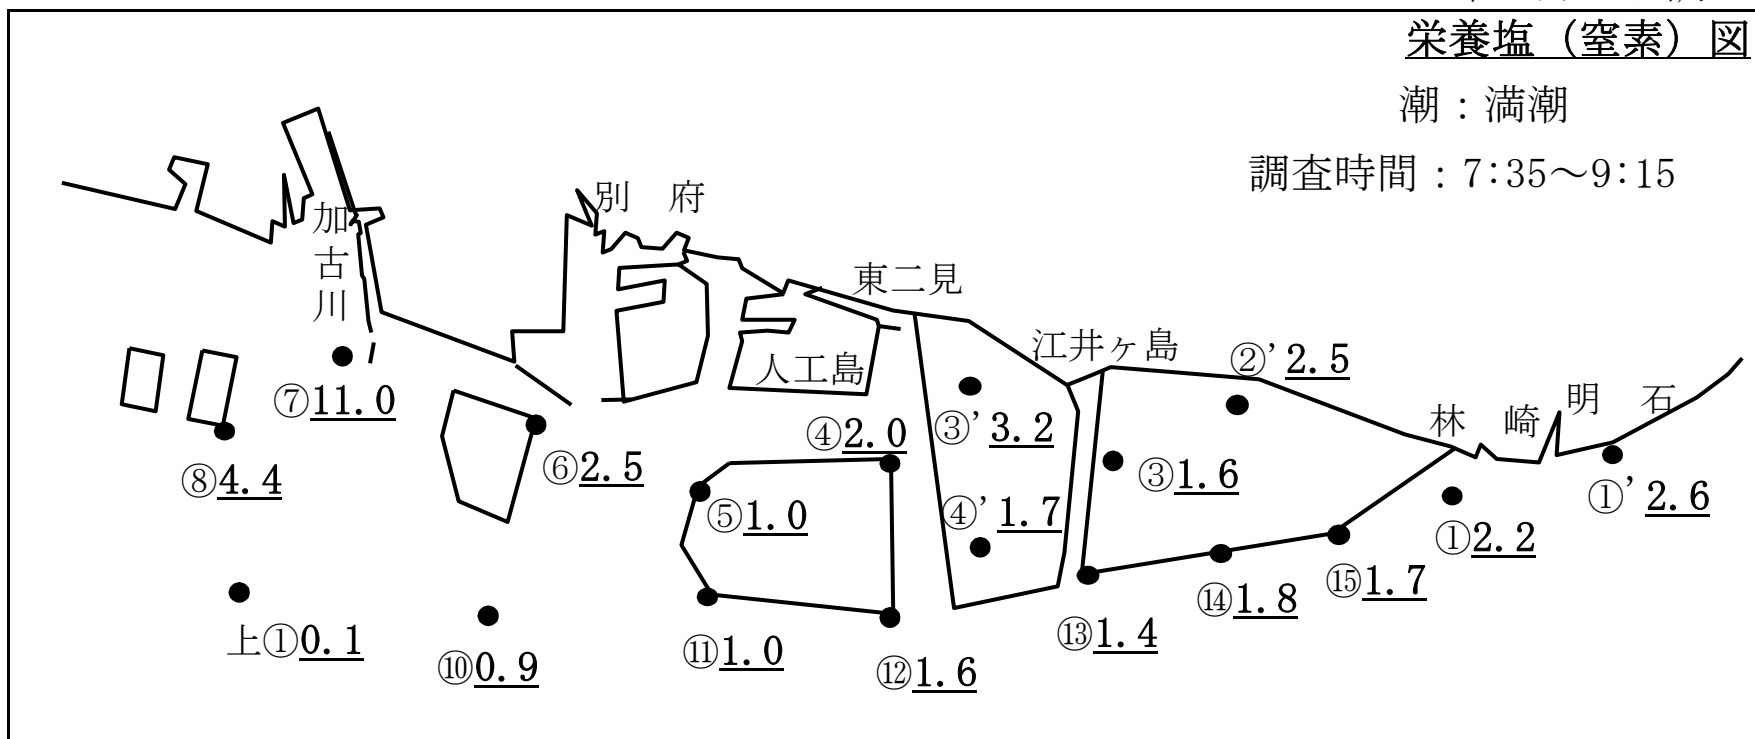 栄養塩（窒素）図
潮：満潮
調査時間：7:35～9:15
加古川
別 府
東二見
人工島
江井ヶ島
林 崎
明 石
②' 2.5
⑦11.0
③' 3.2
④2.0
⑧4.4
⑥2.5
③1.6
①' 2.6
⑤1.0
④' 1.7
①2.2
⑮1.7
⑭1.8
⑬1.4
上①0.1
⑩0.9
⑪1.0
⑫1.6